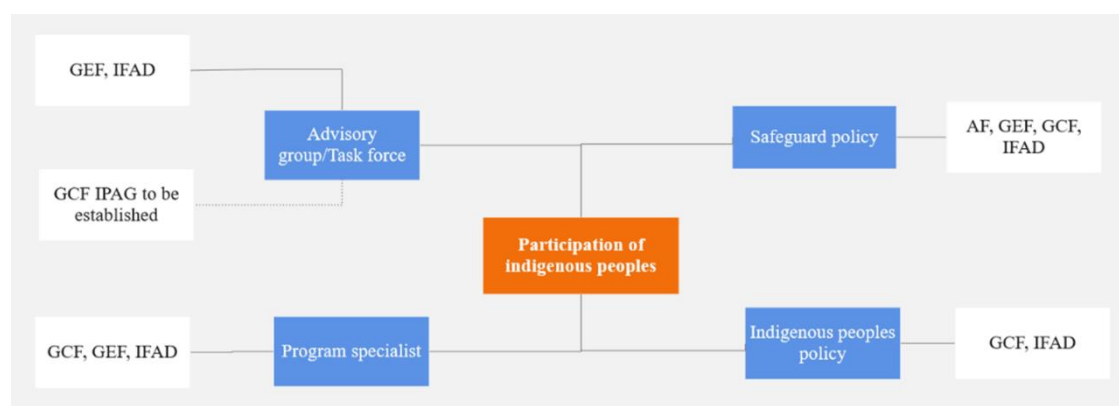 GEF, IFAD
Advisory
group/Task force
GCF IPAG to be
established
Safeguard policy
AF, GEF, GCF,
IFAD
Participation of
indigenous peoples
GCF, GEF, IFAD
Program specialist
Indigenous peoples
policy
GCF, IFAD